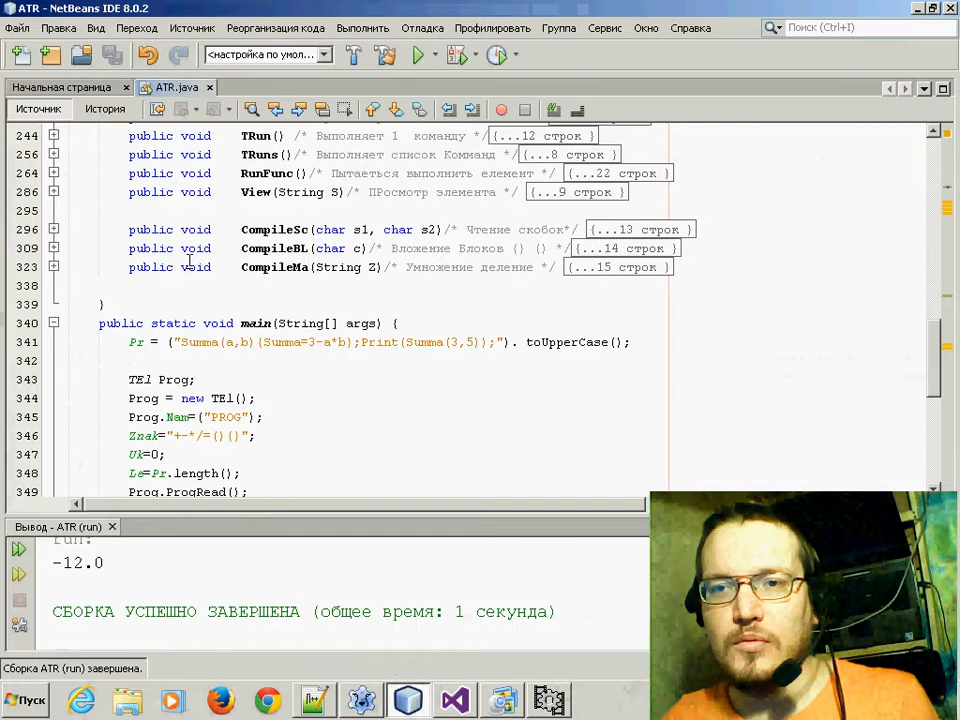 ATR - NetBeans IDE 8.0.2
Файл Правка Вид Переход Источник Реорганизация кода Выполнить Отладка Профилировать Группа Сервис Окно Справка
Поиск (Ctrl+I)
<настройка по умол...
Начальная страница ATR.java
Источник История
244 public void TRun() /* Выполняет 1 команду */{...12 строк }
256 public void TRuns()/* Выполняет список Комманд */{...8 строк }
264 public void RunFunc()/* Пытаеться выполнить елемент */ {...22 строк }
286 public void View(String S)/* ПРосмотр элемента */ {...9 строк }
295
296 public void CompileSc(char s1, char s2)/* Чтение скобок*/ {...13 строк }
309 public void CompileBL(char c)/* Вложение Блоков {} () */ {...14 строк }
323 public void CompileMa(String Z)/* Умножение деление */ {...15 строк }
338
339 }
340 public static void main(String[] args) {
341 Pr = ("Summa(a,b){Summa=3-a*b};Print(Summa(3,5));"). toUpperCase();
342
343 TEl Prog;
344 Prog = new TEl();
345 Prog.Nam=("PROG");
346 Znak="+-*/=(){}";
347 Uk=0;
348 Le=Pr.length();
349 Prog.ProgRead();
Вывод - ATR (run)
run:
-12.0
СБОРКА УСПЕШНО ЗАВЕРШЕНА (общее время: 1 секунда)
Сборка ATR (run) завершена.
Пуск